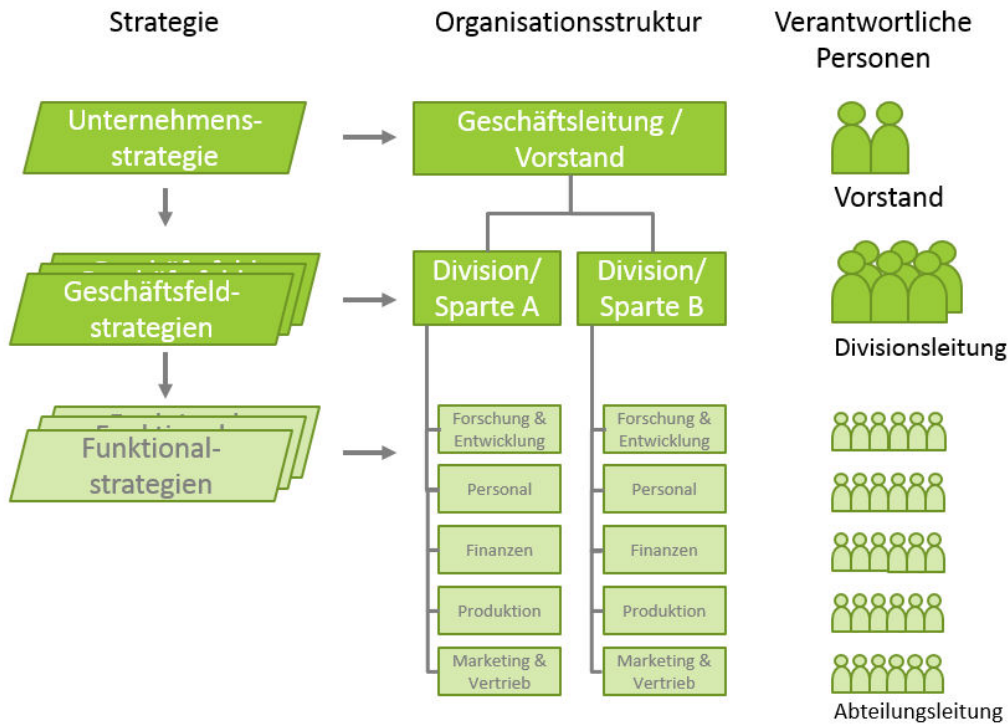 Strategie
Organisationsstruktur
Verantwortliche
Personen
Unternehmens-
strategie
Geschäftsleitung /
Vorstand
Vorstand
Geschäftsfeld-
strategien
Division/
Sparte A
Division/
Sparte B
Divisionsleitung
Funktional-
strategien
Forschung &
Entwicklung
Forschung &
Entwicklung
Personal
Personal
Finanzen
Finanzen
Produktion
Produktion
Marketing &
Vertrieb
Marketing &
Vertrieb
Abteilungsleitung